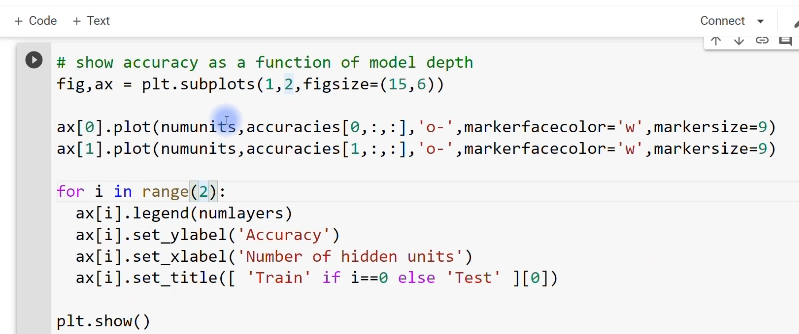 + Code + Text Connect
# show accuracy as a function of model depth
fig,ax = plt.subplots(1,2,figsize=(15,6))
ax[0].plot(numunits,accuracies[0,:,:],'o-',markerfacecolor='w',markersize=9)
ax[1].plot(numunits,accuracies[1,:,:],'o-',markerfacecolor='w',markersize=9)
for i in range(2):
ax[i].legend(numlayers)
ax[i].set_ylabel('Accuracy')
ax[i].set_xlabel('Number of hidden units')
ax[i].set_title([ 'Train' if i==0 else 'Test' ][0])
plt.show()